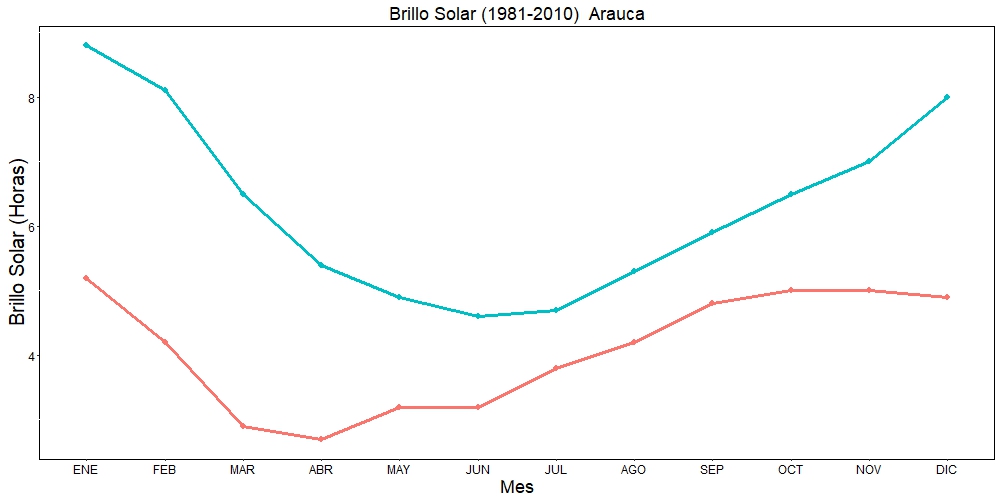 Brillo Solar (1981-2010)  Arauca
Brillo Solar (Horas)
8
6
4
ENE FEB MAR ABR MAY JUN JUL AGO SEP OCT NOV DIC
Mes